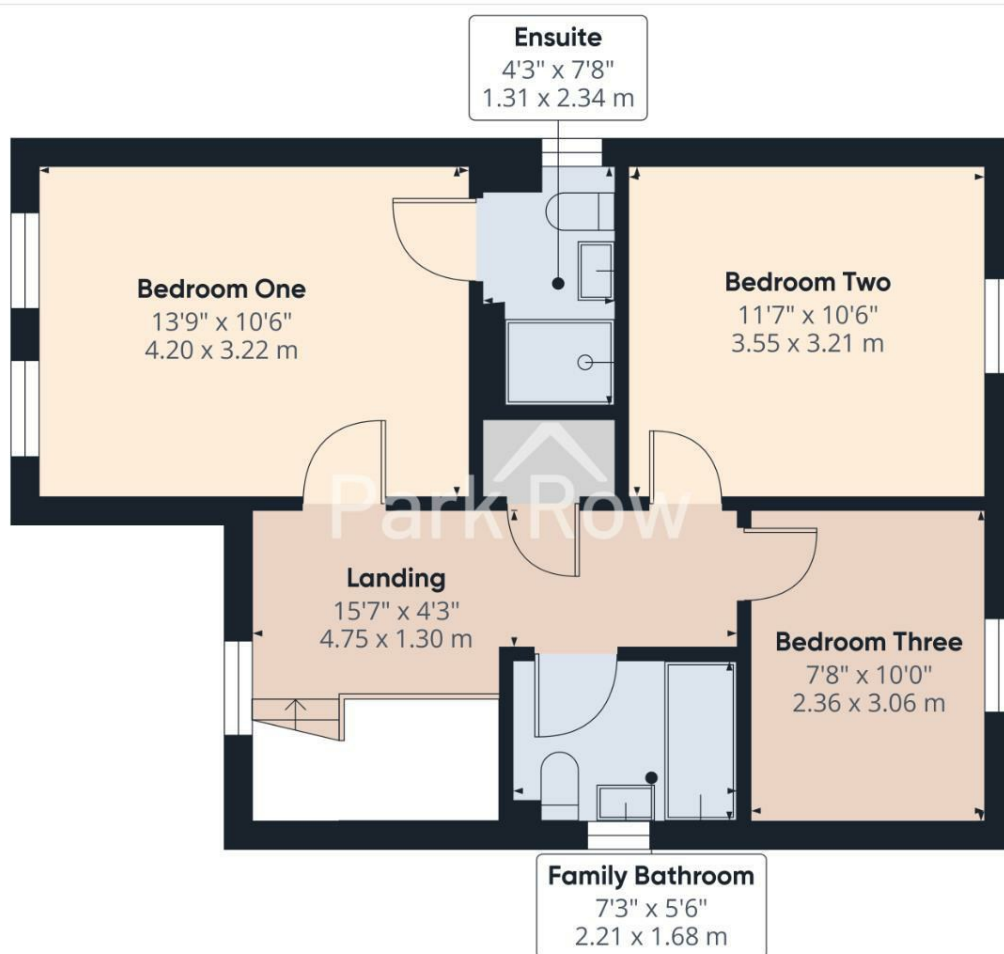 Ensuite
4'3" x 7'8"
1.31 x 2.34 m
Bedroom One
13'9" x 10'6"
4.20 x 3.22 m
Bedroom Two
11'7" x 10'6"
3.55 x 3.21 m
Park Row
Landing
15'7" x 4'3"
4.75 x 1.30 m
Bedroom Three
7'8" x 10'0"
2.36 x 3.06 m
Family Bathroom
7'3" x 5'6"
2.21 x 1.68 m